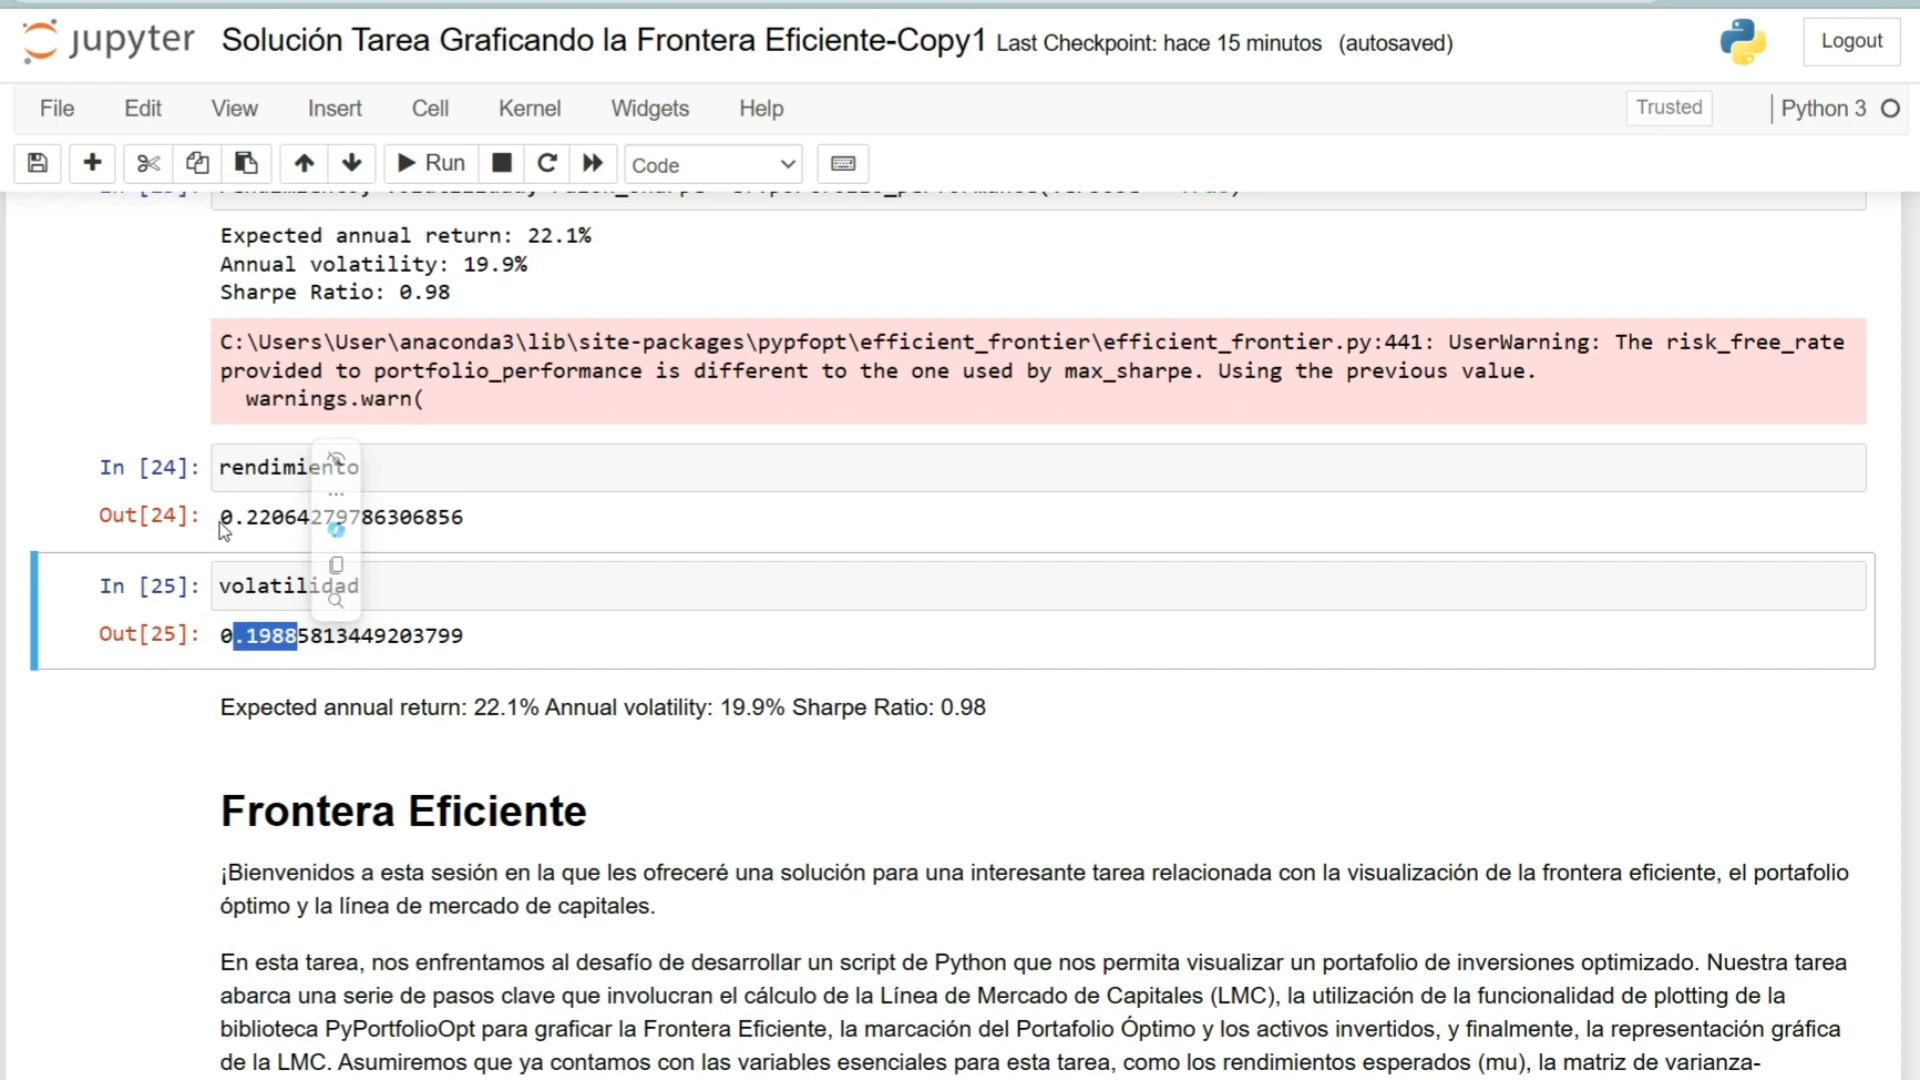 jupyter Solución Tarea Graficando la Frontera Eficiente-Copy1 Last Checkpoint: hace 15 minutos (autosaved) Logout
File Edit View Insert Cell Kernel Widgets Help Trusted Python 3
Run Code
Expected annual return: 22.1%
Annual volatility: 19.9%
Sharpe Ratio: 0.98
C:\Users\User\anaconda3\lib\site-packages\pypfopt\efficient_frontier\efficient_frontier.py:441: UserWarning: The risk_free_rate
provided to portfolio_performance is different to the one used by max_sharpe. Using the previous value.
warnings.warn(
In [24]: rendimiento
Out[24]: 0.22064279786306856
In [25]: volatilidad
Out[25]: 0.19885813449203799
Expected annual return: 22.1% Annual volatility: 19.9% Sharpe Ratio: 0.98
Frontera Eficiente
¡Bienvenidos a esta sesión en la que les ofreceré una solución para una interesante tarea relacionada con la visualización de la frontera eficiente, el portafolio
óptimo y la línea de mercado de capitales.
En esta tarea, nos enfrentamos al desafío de desarrollar un script de Python que nos permita visualizar un portafolio de inversiones optimizado. Nuestra tarea
abarca una serie de pasos clave que involucran el cálculo de la Línea de Mercado de Capitales (LMC), la utilización de la funcionalidad de plotting de la
biblioteca PyPortfolioOpt para graficar la Frontera Eficiente, la marcación del Portafolio Óptimo y los activos invertidos, y finalmente, la representación gráfica
de la LMC. Asumiremos que ya contamos con las variables esenciales para esta tarea, como los rendimientos esperados (mu), la matriz de varianza-